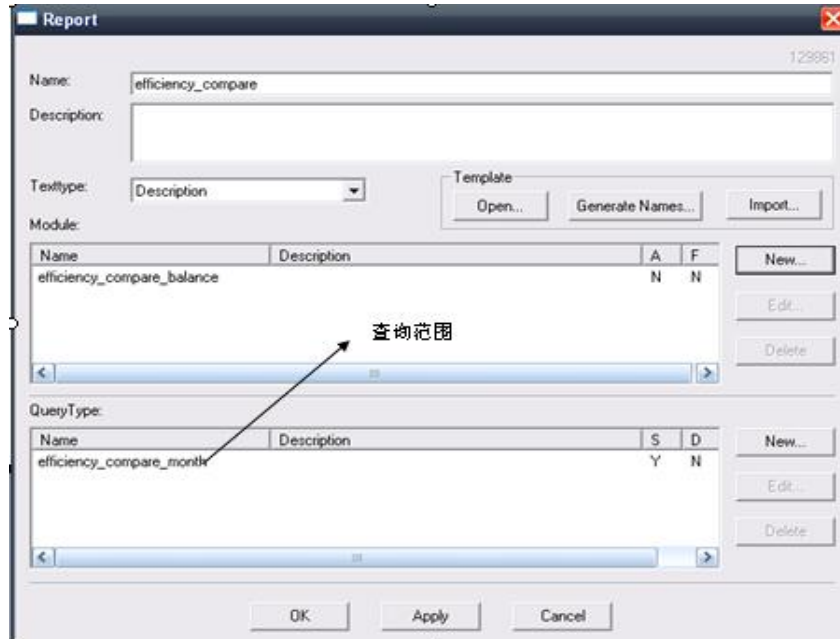 Report
129861
Name:
efficiency_compare
Description:
Texttype:
Description
Template
Open...
Generate Names...
Import...
Module:
Name Description A F
efficiency_compare_balance N N
New...
Edit...
Delete
查询范围
QueryType:
Name Description S D
efficiency_compare_month Y N
New...
Edit...
Delete
OK Apply Cancel